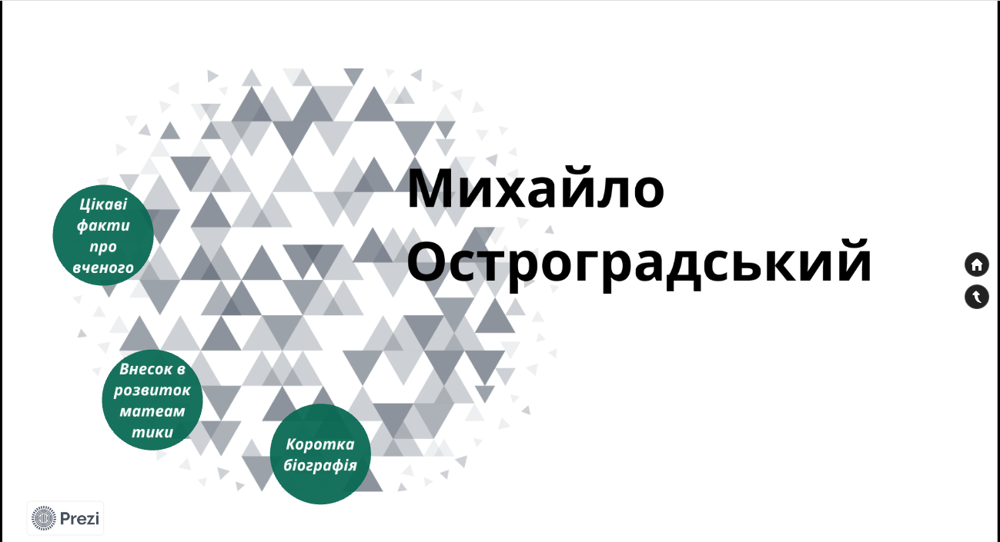 Михайло
Остроградський
Цікаві
факти
про
вченого
Внесок в
розвиток
матеам
тики
Коротка
біографія
Prezi